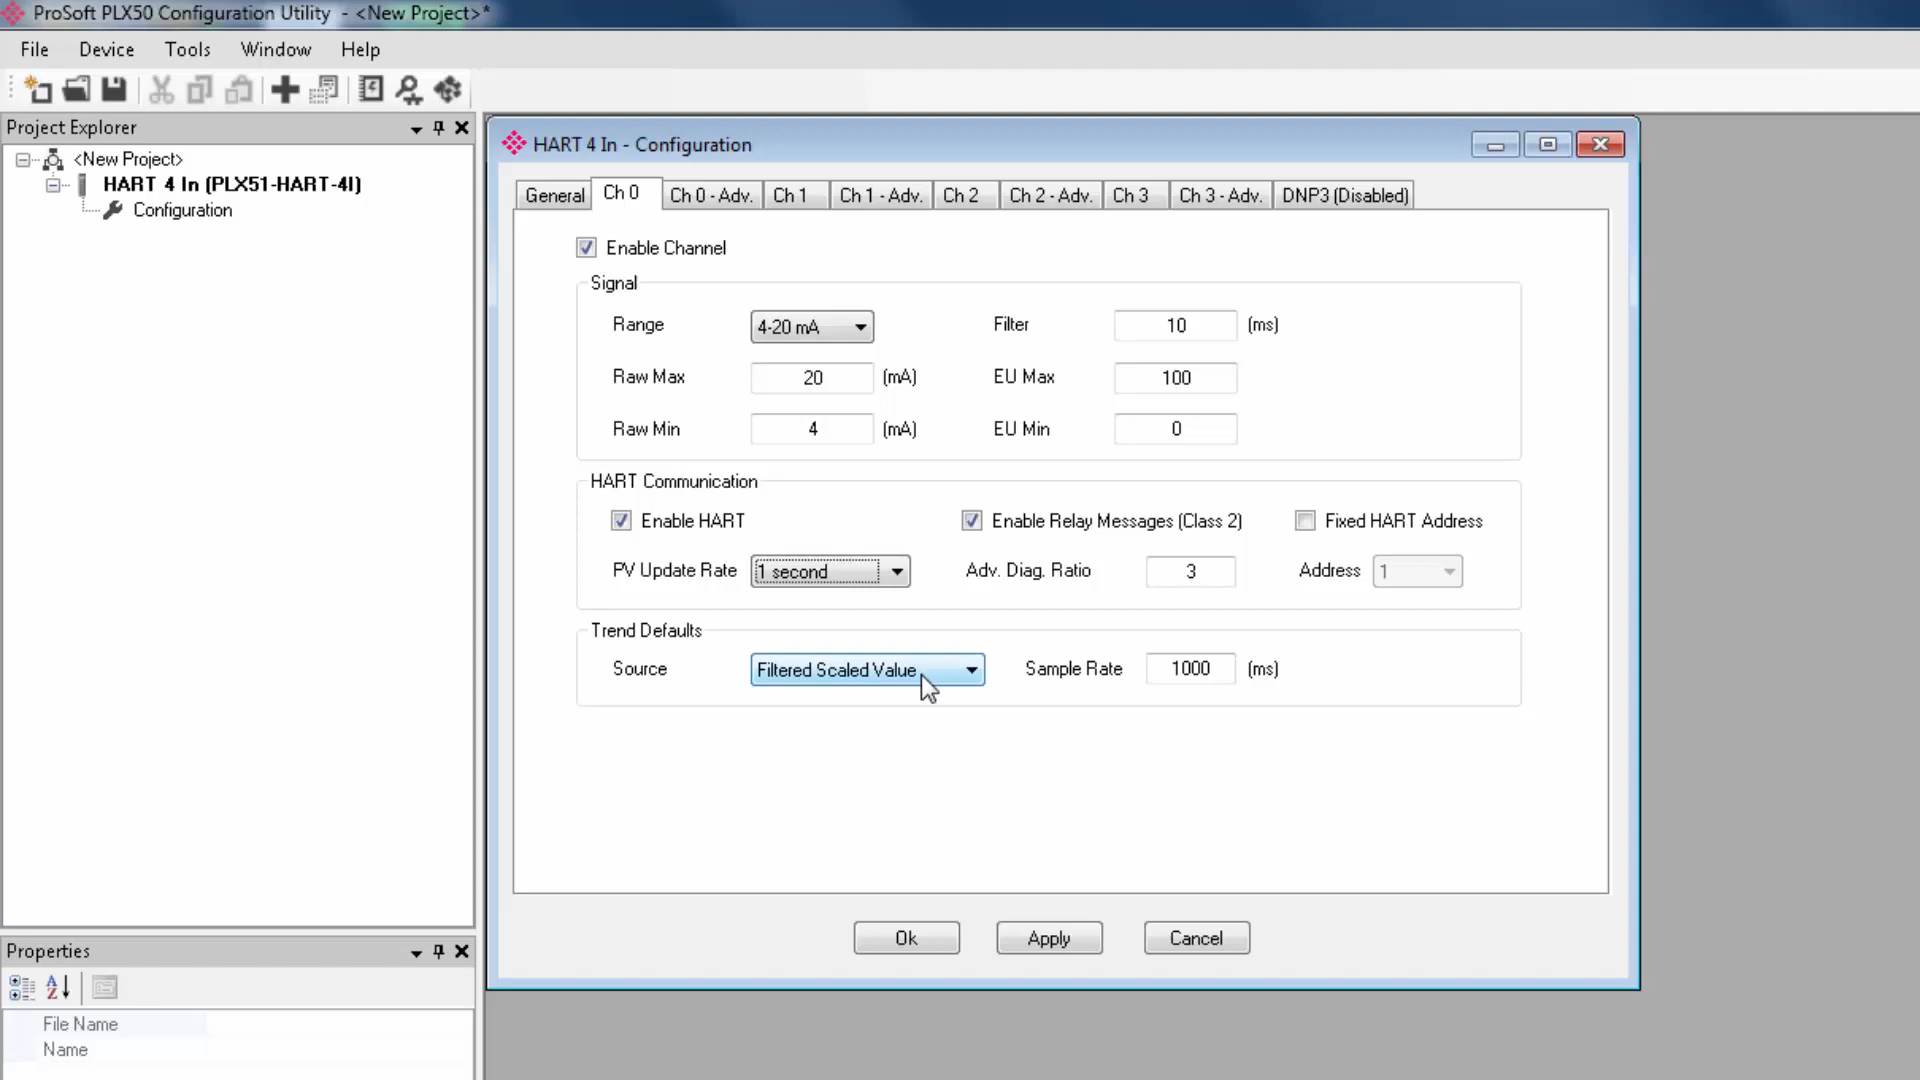 ProSoft PLX50 Configuration Utility - <New Project>*
File Device Tools Window Help
Project Explorer
<New Project>
HART 4 In (PLX51-HART-4I)
Configuration
HART 4 In - Configuration
General Ch 0 Ch 0 - Adv. Ch 1 Ch 1 - Adv. Ch 2 Ch 2 - Adv. Ch 3 Ch 3 - Adv. DNP3 (Disabled)
Enable Channel
Signal
Range 4-20 mA Filter 10 (ms)
Raw Max 20 (mA) EU Max 100
Raw Min 4 (mA) EU Min 0
HART Communication
Enable HART Enable Relay Messages (Class 2) Fixed HART Address
PV Update Rate 1 second Adv. Diag. Ratio 3 Address 1
Trend Defaults
Source Filtered Scaled Value Sample Rate 1000 (ms)
Ok Apply Cancel
Properties
File Name
Name